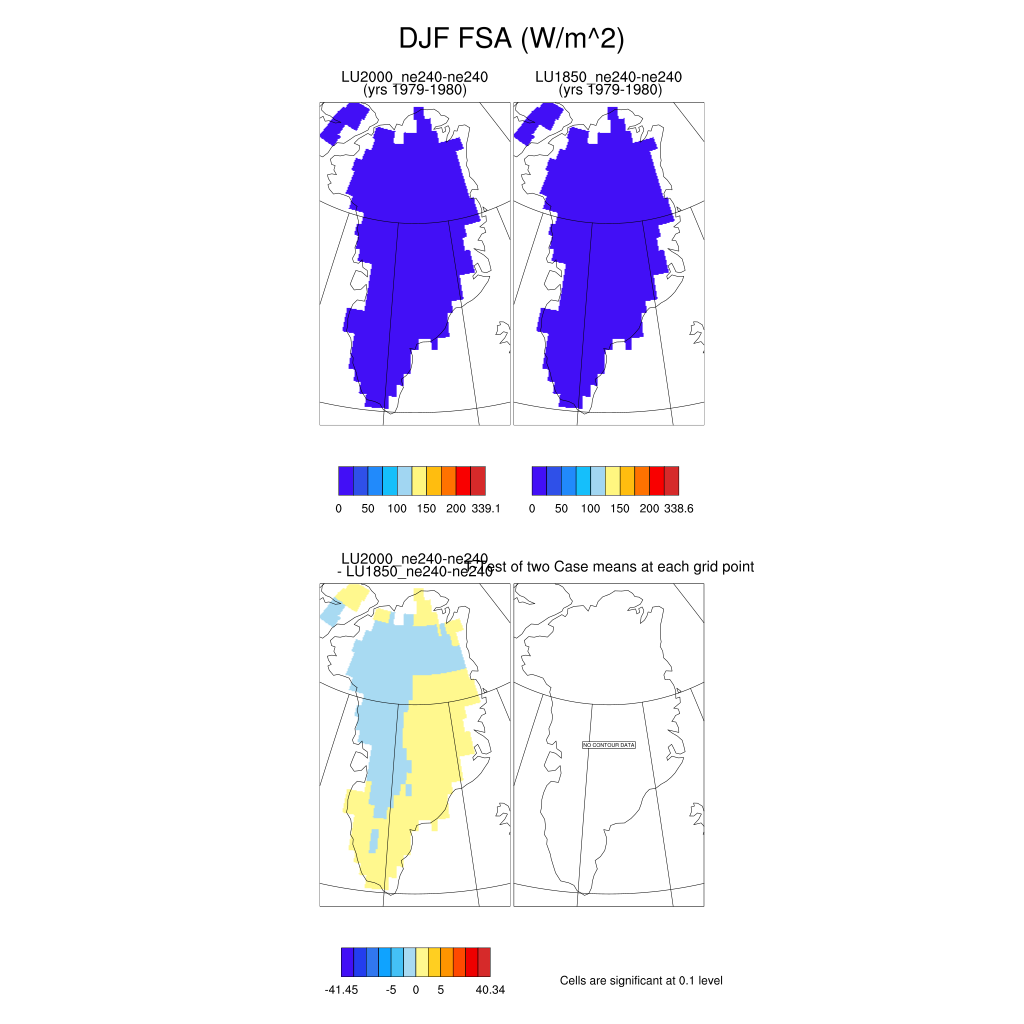 DJF FSA (W/m^2)
LU2000_ne240-ne240
(yrs 1979-1980)
LU1850_ne240-ne240
(yrs 1979-1980)
0 50 100 150 200 339.1
0 50 100 150 200 338.6
LU2000_ne240-ne240
- LU1850_ne240-ne240
T-Test of two Case means at each grid point
NO CONTOUR DATA
-41.45 -5 0 5 40.34
Cells are significant at 0.1 level